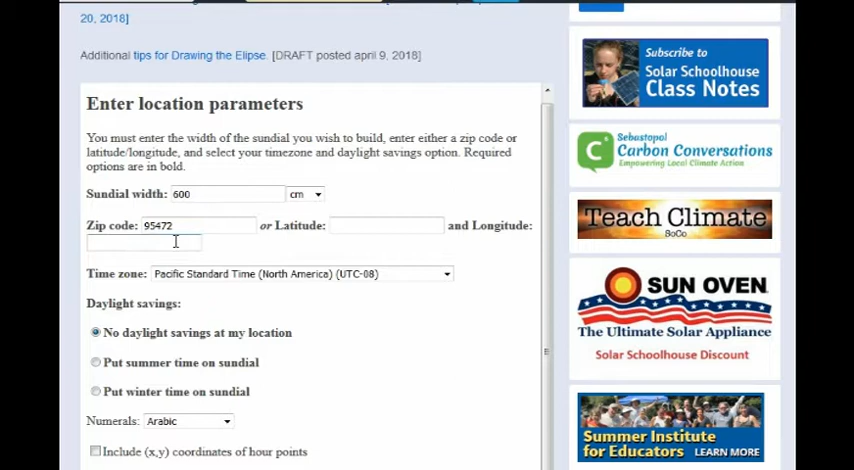 20, 2018]
Additional tips for Drawing the Elipse. [DRAFT posted april 9, 2018]
Enter location parameters
You must enter the width of the sundial you wish to build, enter either a zip code or
latitude/longitude, and select your timezone and daylight savings option. Required
options are in bold.
Sundial width: 600 cm
Zip code: 95472 or Latitude: and Longitude:
Time zone: Pacific Standard Time (North America) (UTC-08)
Daylight savings:
No daylight savings at my location
Put summer time on sundial
Put winter time on sundial
Numerals: Arabic
Include (x,y) coordinates of hour points
Subscribe to
Solar Schoolhouse
Class Notes
Sebastopol
Carbon Conversations
Empowering Local Climate Action
Teach Climate
SoCo
SUN OVEN
The Ultimate Solar Appliance
Solar Schoolhouse Discount
Summer Institute
for Educators LEARN MORE